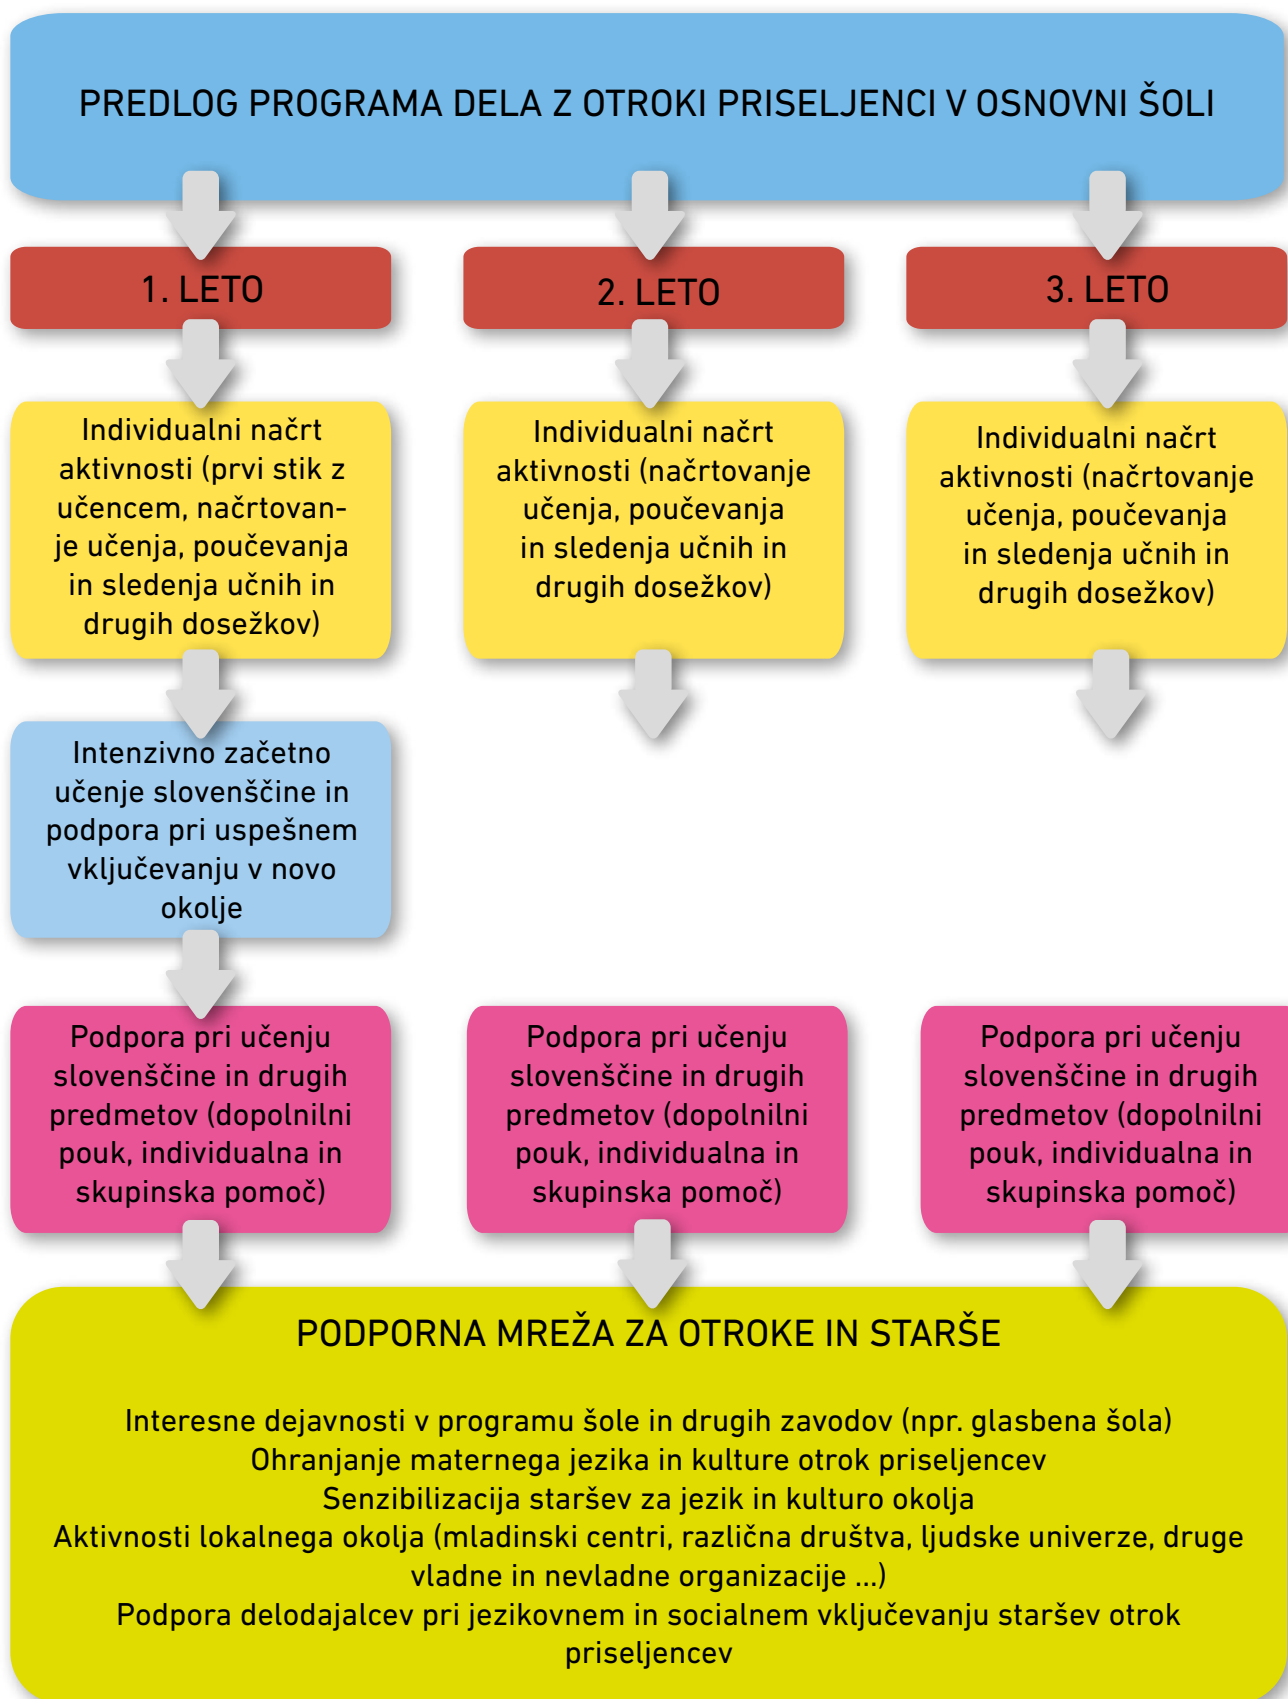 PREDLOG PROGRAMA DELA Z OTROKI PRISELJENCI V OSNOVNI ŠOLI
1. LETO
2. LETO
3. LETO
Individualni načrt
aktivnosti (prvi stik z
učencem, načrtovan-
je učenja, poučevanja
in sledenja učnih in
drugih dosežkov)
Individualni načrt
aktivnosti (načrtovanje
učenja, poučevanja
in sledenja učnih in
drugih dosežkov)
Individualni načrt
aktivnosti (načrtovanje
učenja, poučevanja
in sledenja učnih in
drugih dosežkov)
Intenzivno začetno
učenje slovenščine in
podpora pri uspešnem
vključevanju v novo
okolje
Podpora pri učenju
slovenščine in drugih
predmetov (dopolnilni
pouk, individualna in
skupinska pomoč)
Podpora pri učenju
slovenščine in drugih
predmetov (dopolnilni
pouk, individualna in
skupinska pomoč)
Podpora pri učenju
slovenščine in drugih
predmetov (dopolnilni
pouk, individualna in
skupinska pomoč)
PODPORNA MREŽA ZA OTROKE IN STARŠE
Interesne dejavnosti v programu šole in drugih zavodov (npr. glasbena šola)
Ohranjanje maternega jezika in kulture otrok priseljencev
Senzibilizacija staršev za jezik in kulturo okolja
Aktivnosti lokalnega okolja (mladinski centri, različna društva, ljudske univerze, druge
vladne in nevladne organizacije ...)
Podpora delodajalcev pri jezikovnem in socialnem vključevanju staršev otrok
priseljencev